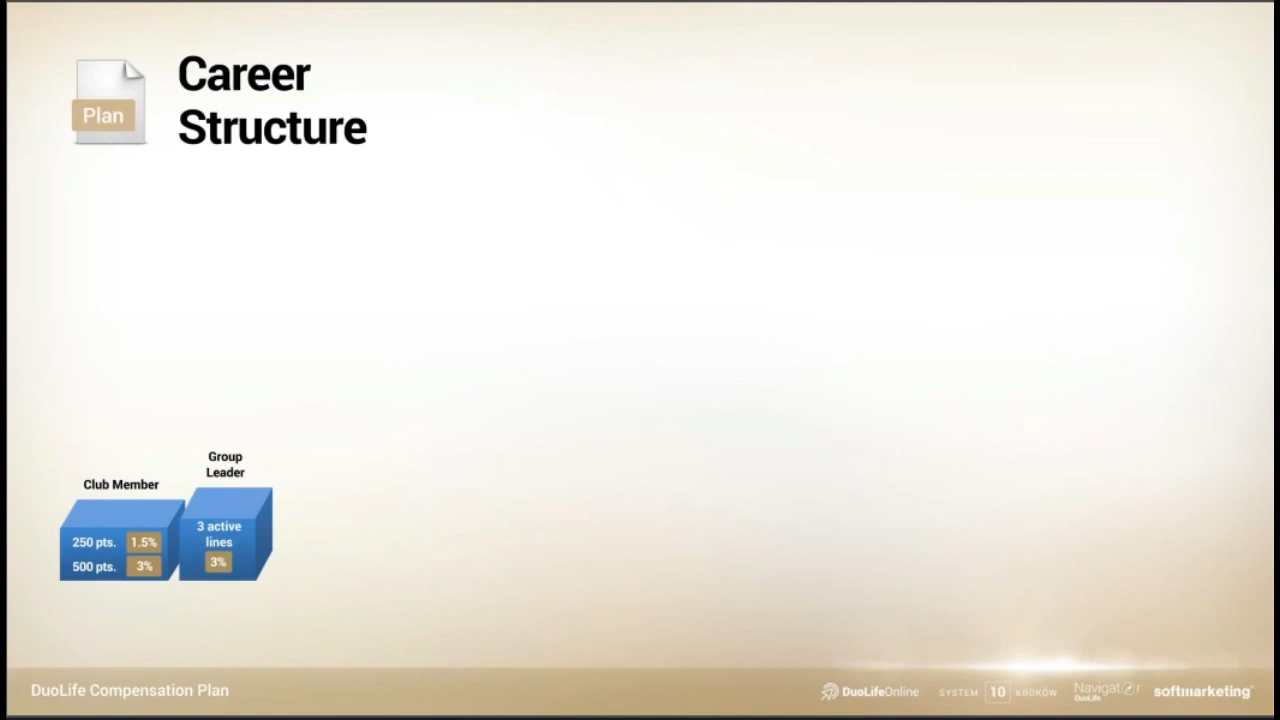 Plan
Career
Structure
Club Member
250 pts. 1.5%
500 pts. 3%
Group
Leader
3 active
lines
3%
DuoLife Compensation Plan
DuoLifeOnline
SYSTEM 10 KROKÓW
Navigator
DuoLife
softmarketing